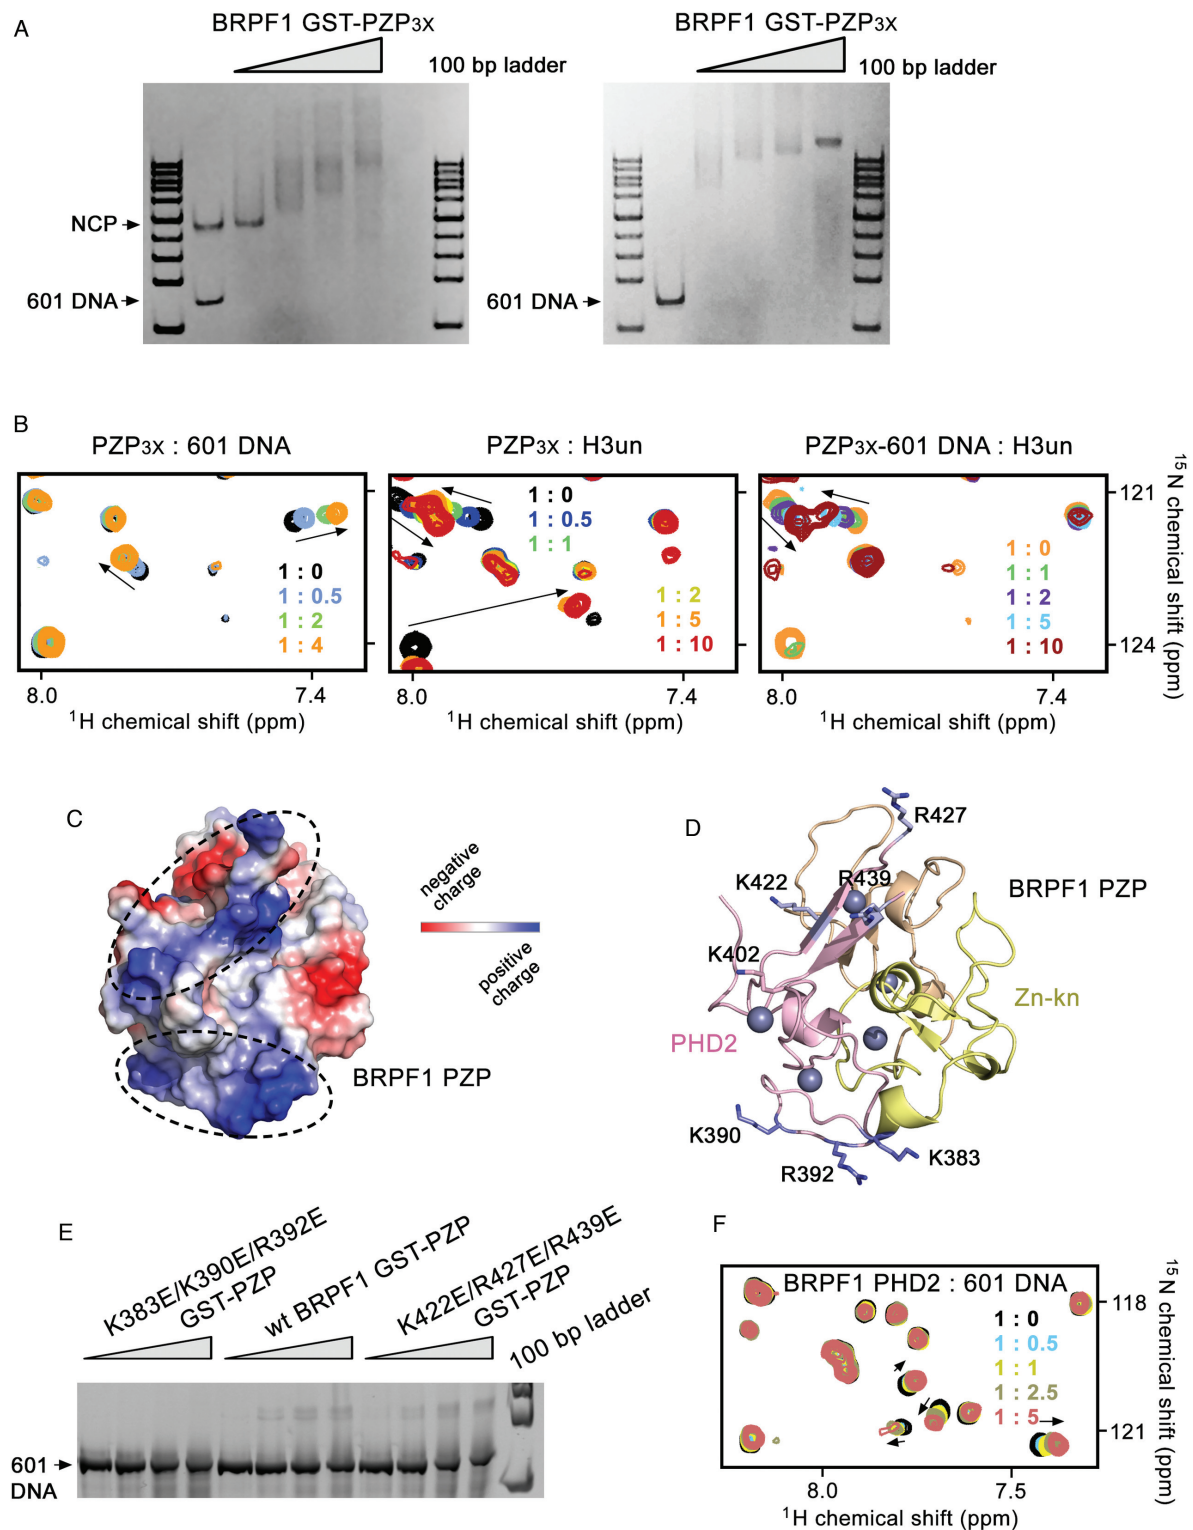 A
BRPF1 GST-PZP3X
100 bp ladder
NCP
601 DNA
BRPF1 GST-PZP3X
100 bp ladder
601 DNA
B
PZP3X : 601 DNA
1 : 0
1 : 0.5
1 : 2
1 : 4
8.0
7.4
1H chemical shift (ppm)
PZP3X : H3un
1 : 0
1 : 0.5
1 : 1
1 : 2
1 : 5
1 : 10
8.0
7.4
1H chemical shift (ppm)
PZP3X-601 DNA : H3un
1 : 0
1 : 1
1 : 2
1 : 5
1 : 10
8.0
7.4
1H chemical shift (ppm)
121
124
15N chemical shift (ppm)
C
negative
charge
positive
charge
BRPF1 PZP
D
R427
K422
R439
BRPF1 PZP
K402
Zn-kn
PHD2
K390
R392
K383
E
K383E/K390E/R392E
GST-PZP
wt BRPF1 GST-PZP
K422E/R427E/R439E
GST-PZP
100 bp ladder
601
DNA
F
BRPF1 PHD2 : 601 DNA
1 : 0
1 : 0.5
1 : 1
1 : 2.5
1 : 5
118
121
15N chemical shift (ppm)
8.0
7.5
1H chemical shift (ppm)